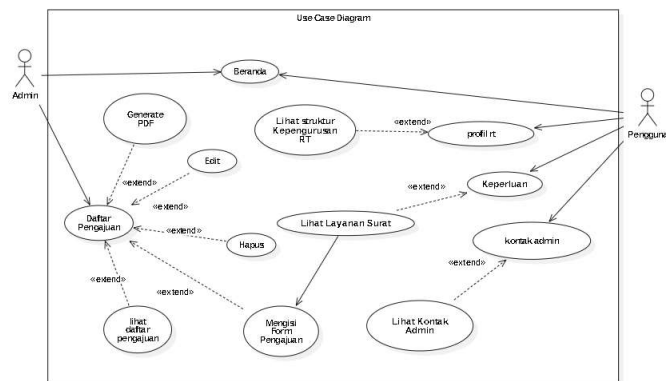 Use Case Diagram
Admin
Beranda
Generate
PDF
Lihat struktur
Kepengurusan
RT
«extend»
profil rt
Pengguna
Edit
«extend»
«extend»
Keperluan
«extend»
Daftar
Pengajuan
«extend»
Hapus
Lihat Layanan Surat
kontak admin
«extend»
«extend»
«extend»
lihat
daftar
pengajuan
Mengisi
Form
Pengajuan
Lihat Kontak
Admin